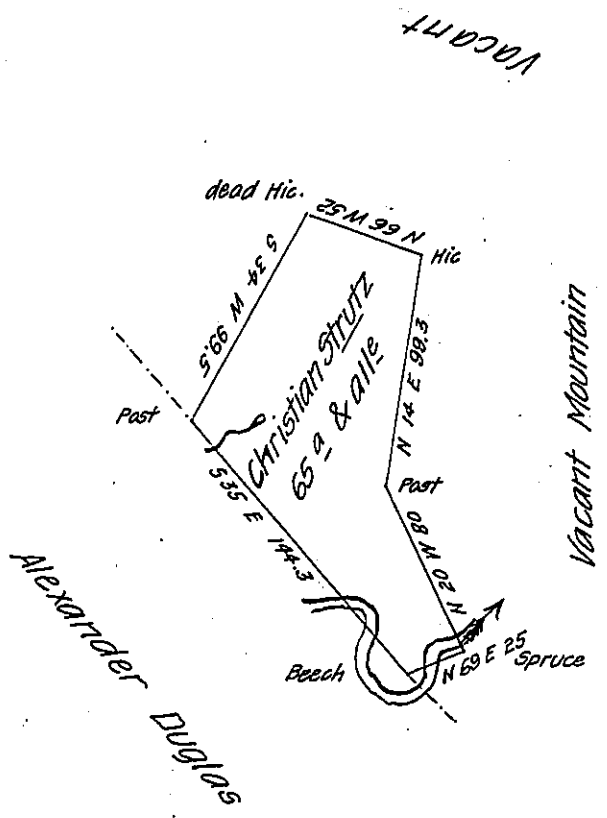 Vacant
dead Hic.
N 66 W 52
Hic
S 34 W 99.5
Christian Strutz
65 a & alle
N 14 E 99.3
Vacant Mountain
Post
Post
S 35 E 144.3
N 20 W 80
Alexander Duglas
Beech
N 69 E 25
Spruce